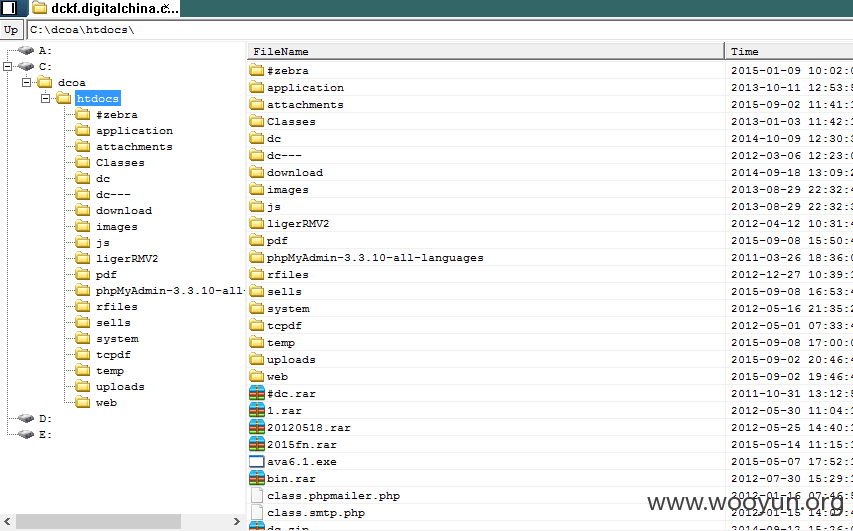 dckf.digitalchina.c...
Up C:\dcoa\htdocs\
A:
C:
dcoa
htdocs
#zebra
application
attachments
Classes
dc
dc---
download
images
js
ligerRMV2
pdf
phpMyAdmin-3.3.10-all-
rfiles
sells
system
tcpdf
temp
uploads
web
D:
E:
FileName Time
#zebra 2015-01-09 10:02:0
application 2013-10-11 12:53:5
attachments 2015-09-02 11:41:1
Classes 2013-01-03 11:42:1
dc 2014-10-09 12:30:3
dc--- 2012-03-06 12:23:0
download 2014-09-18 13:09:2
images 2013-08-29 22:32:4
js 2013-08-29 22:32:3
ligerRMV2 2012-04-12 10:31:4
pdf 2015-09-08 15:50:4
phpMyAdmin-3.3.10-all-languages 2011-03-26 18:36:0
rfiles 2012-12-27 10:39:1
sells 2015-09-08 16:53:4
system 2012-05-16 21:35:2
tcpdf 2012-05-01 07:33:4
temp 2015-09-08 17:00:0
uploads 2015-09-02 20:46:4
web 2015-09-02 19:46:4
#dc.rar 2011-10-31 13:12:5
1.rar 2012-05-30 11:04:1
20120518.rar 2012-05-25 14:40:1
2015fn.rar 2015-05-14 11:15:1
ava6.1.exe 2015-05-07 17:52:1
bin.rar 2012-07-30 15:29:1
class.phpmailer.php 2012-01-16 07:46:5
class.smtp.php 2012-01-15 14:07:4
dc.zip 2014-09-12 15:26:5
www.wooyun.org